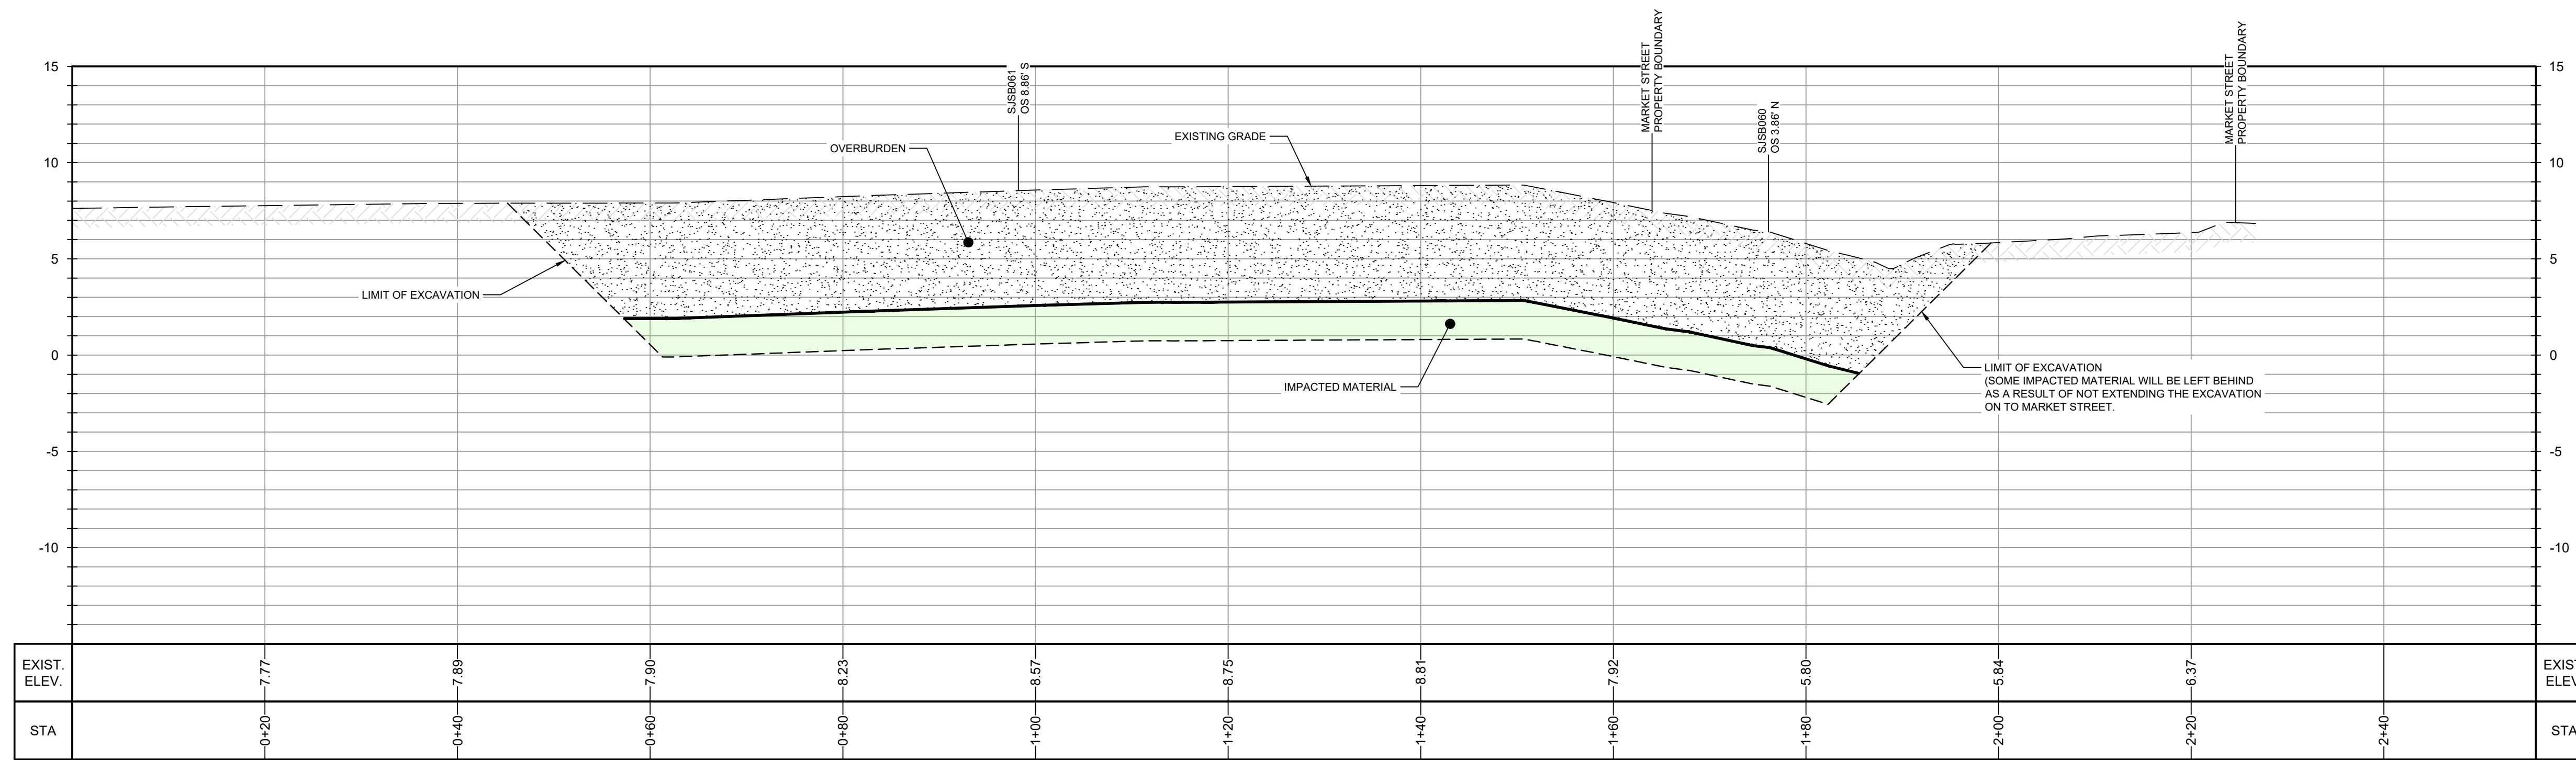 SJSB061
OS 8.86' S
MARKET STREET
PROPERTY BOUNDARY
SJSB060
OS 3.86' N
MARKET STREET
PROPERTY BOUNDARY
15
15
EXISTING GRADE
OVERBURDEN
10
10
5
5
LIMIT OF EXCAVATION
0
0
LIMIT OF EXCAVATION
(SOME IMPACTED MATERIAL WILL BE LEFT BEHIND
AS A RESULT OF NOT EXTENDING THE EXCAVATION
ON TO MARKET STREET.
IMPACTED MATERIAL
-5
-5
-10
-10
EXIST.
ELEV.
7.77
7.89
7.90
8.23
8.57
8.75
8.81
7.92
5.80
5.84
6.37
EXIST
ELEV
STA
0+20
0+40
0+60
0+80
1+00
1+20
1+40
1+60
1+80
2+00
2+20
2+40
STA